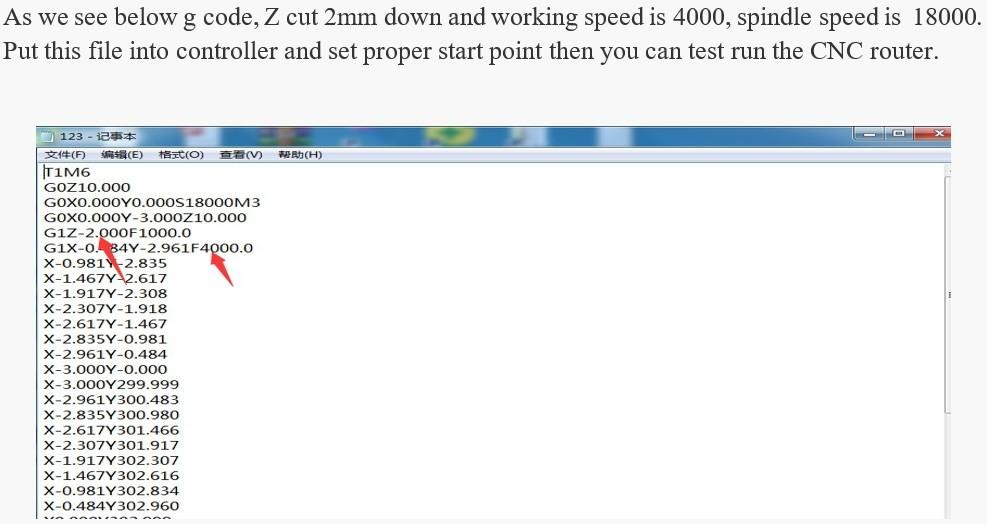 As we see below g code, Z cut 2mm down and working speed is 4000, spindle speed is 18000.
Put this file into controller and set proper start point then you can test run the CNC router.
123 - 记事本
文件(F) 编辑(E) 格式(O) 查看(V) 帮助(H)
T1M6
G0Z10.000
G0X0.000Y0.000S18000M3
G0X0.000Y-3.000Z10.000
G1Z-2.000F1000.0
G1X-0.484Y-2.961F4000.0
X-0.981Y-2.835
X-1.467Y-2.617
X-1.917Y-2.308
X-2.307Y-1.918
X-2.617Y-1.467
X-2.835Y-0.981
X-2.961Y-0.484
X-3.000Y-0.000
X-3.000Y299.999
X-2.961Y300.483
X-2.835Y300.980
X-2.617Y301.466
X-2.307Y301.917
X-1.917Y302.307
X-1.467Y302.616
X-0.981Y302.834
X-0.484Y302.960